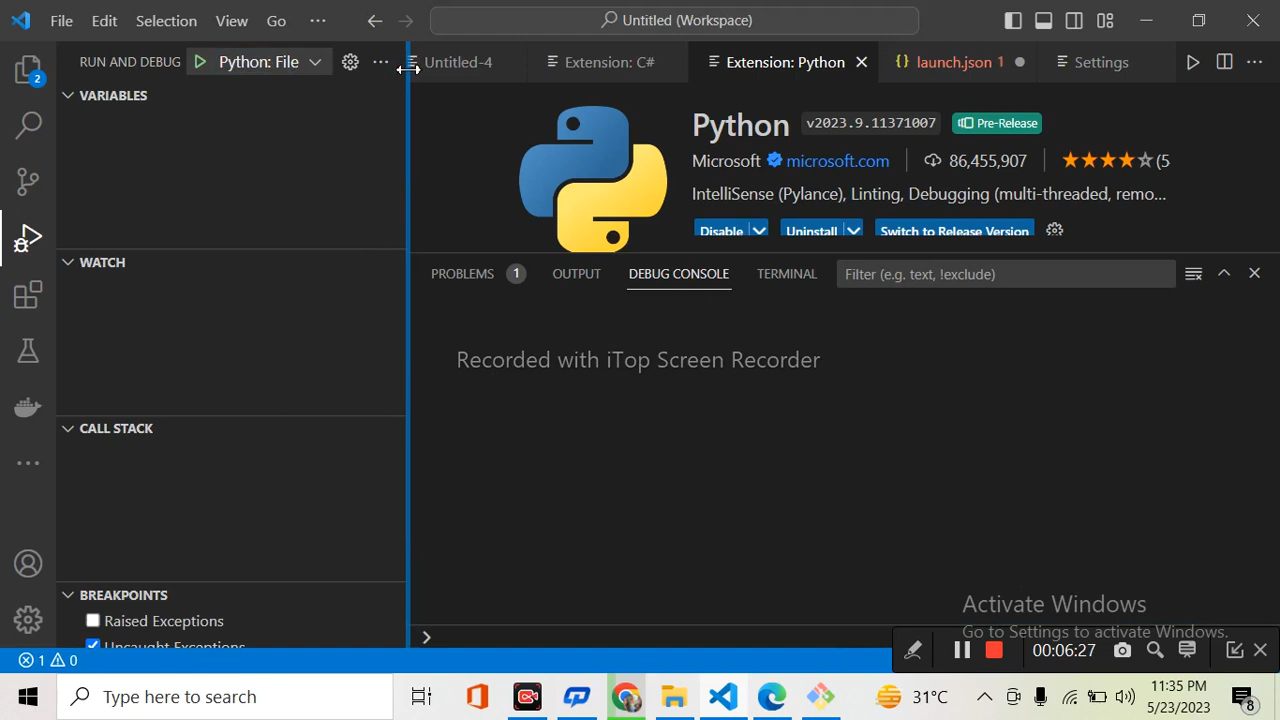 File Edit Selection View Go ··· Untitled (Workspace)
RUN AND DEBUG Python: File ··· Untitled-4 Extension: C# Extension: Python launch.json 1 Settings ···
2
VARIABLES
Python v2023.9.11371007 Pre-Release
Microsoft microsoft.com 86,455,907 (5
IntelliSense (Pylance), Linting, Debugging (multi-threaded, remo...
Disable Uninstall Switch to Release Version
WATCH
PROBLEMS 1 OUTPUT DEBUG CONSOLE TERMINAL Filter (e.g. text, !exclude)
Recorded with iTop Screen Recorder
CALL STACK
BREAKPOINTS
Raised Exceptions
Uncaught Exceptions
Activate Windows
Go to Settings to activate Windows.
1 0
00:06:27
Type here to search
31°C
11:35 PM
5/23/2023
8